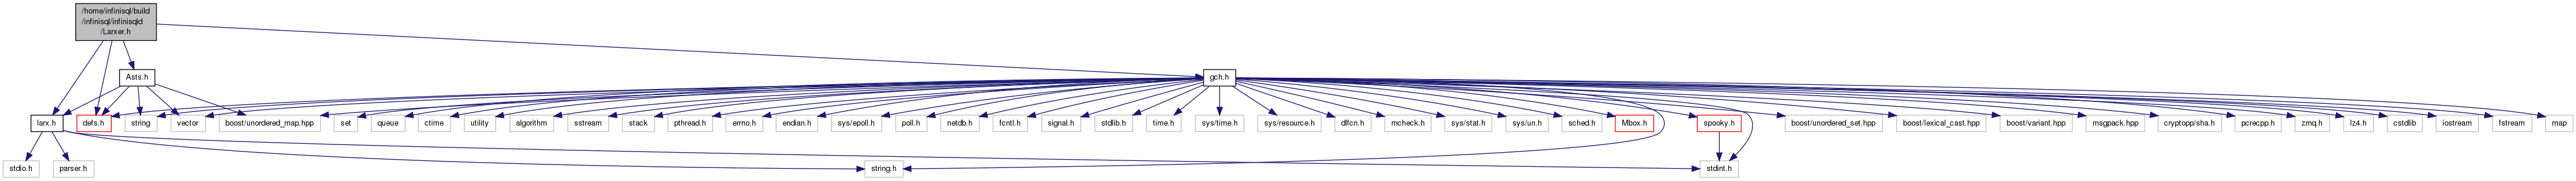 /home/infinisql/build
/infinisql/infinisqld
/Larxer.h
Asts.h
gch.h
larx.h
defs.h
string
vector
boost/unordered_map.hpp
set
queue
ctime
utility
algorithm
sstream
stack
pthread.h
errno.h
endian.h
sys/epoll.h
poll.h
netdb.h
fcntl.h
signal.h
stdlib.h
time.h
sys/time.h
sys/resource.h
dlfcn.h
mcheck.h
sys/stat.h
sys/un.h
sched.h
Mbox.h
spooky.h
boost/unordered_set.hpp
boost/lexical_cast.hpp
boost/variant.hpp
msgpack.hpp
cryptopp/sha.h
pcrecpp.h
zmq.h
lz4.h
cstdlib
iostream
fstream
map
stdio.h
parser.h
string.h
stdint.h